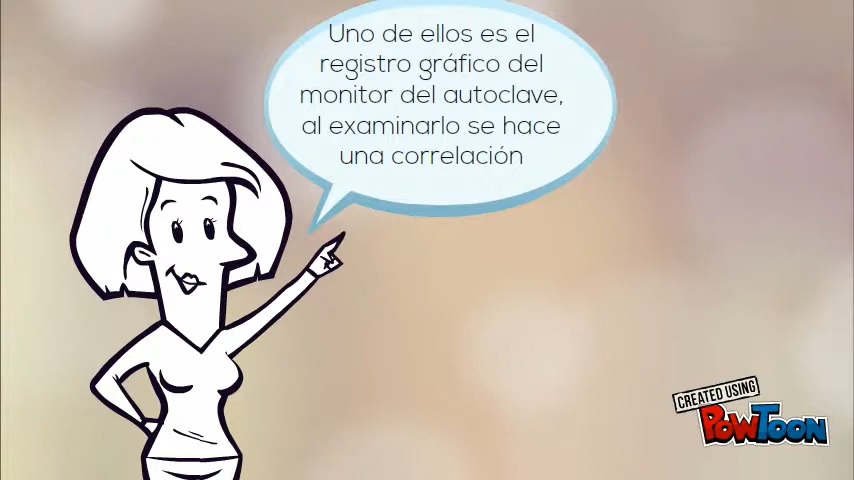 Uno de ellos es el
registro gráfico del
monitor del autoclave,
al examinarlo se hace
una correlación
CREATED USING
POWTOON